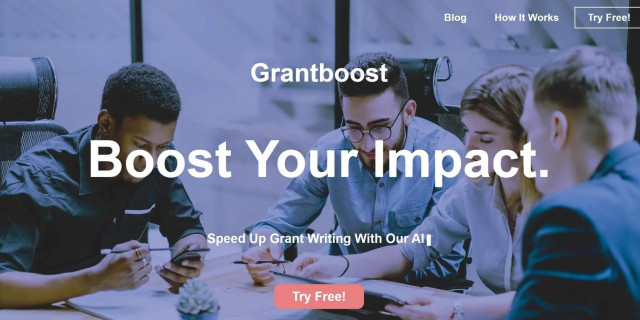 Blog How It Works Try Free!
Grantboost
Boost Your Impact.
Speed Up Grant Writing With Our AI
Try Free!